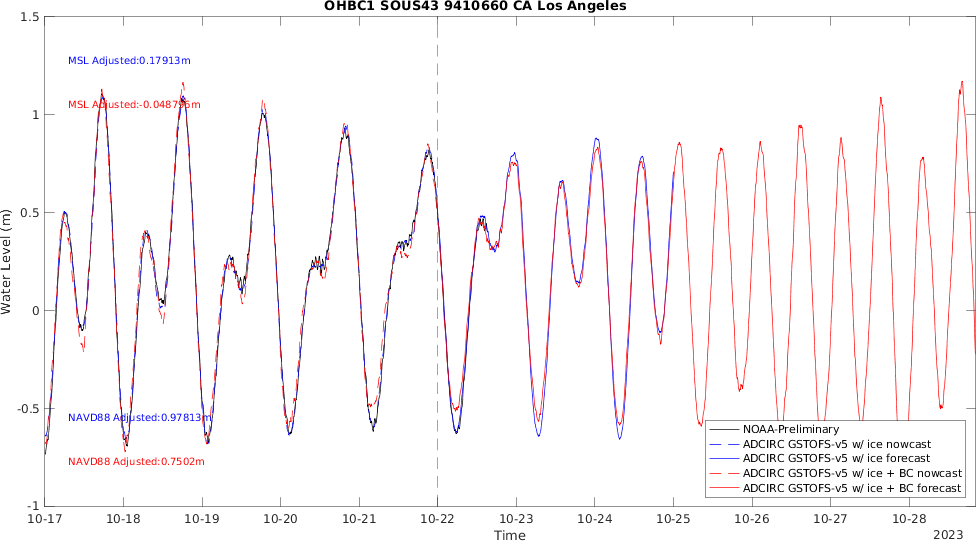 OHBC1 SOUS43 9410660 CA Los Angeles
Water Level (m)
1.5
1
0.5
0
-0.5
-1
MSL Adjusted:0.17913m
MSL Adjusted:-0.048795m
NAVD88 Adjusted:0.97813m
NAVD88 Adjusted:0.7502m
NOAA-Preliminary
ADCIRC GSTOFS-v5 w/ ice nowcast
ADCIRC GSTOFS-v5 w/ ice forecast
ADCIRC GSTOFS-v5 w/ ice + BC nowcast
ADCIRC GSTOFS-v5 w/ ice + BC forecast
10-17 10-18 10-19 10-20 10-21 10-22 10-23 10-24 10-25 10-26 10-27 10-28
Time
2023